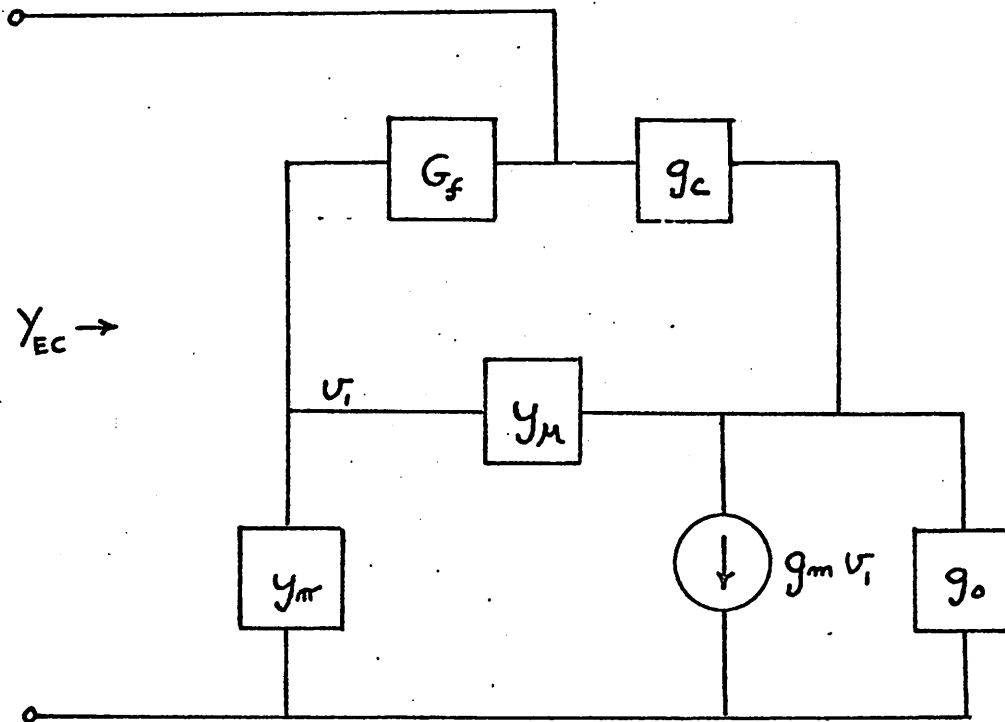 G_f
g_c
Y_EC →
v_1
y_μ
y_π
g_m v_1
g_o